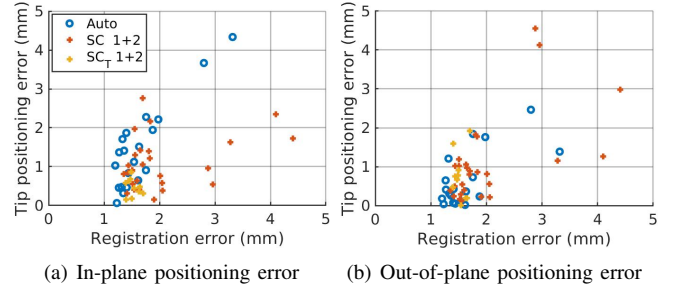 Tip positioning error (mm)
5
4
3
2
1
0
Auto
SC 1+2
SC_T 1+2
0 1 2 3 4 5
Registration error (mm)
(a) In-plane positioning error
Tip positioning error (mm)
5
4
3
2
1
0
0 1 2 3 4 5
Registration error (mm)
(b) Out-of-plane positioning error